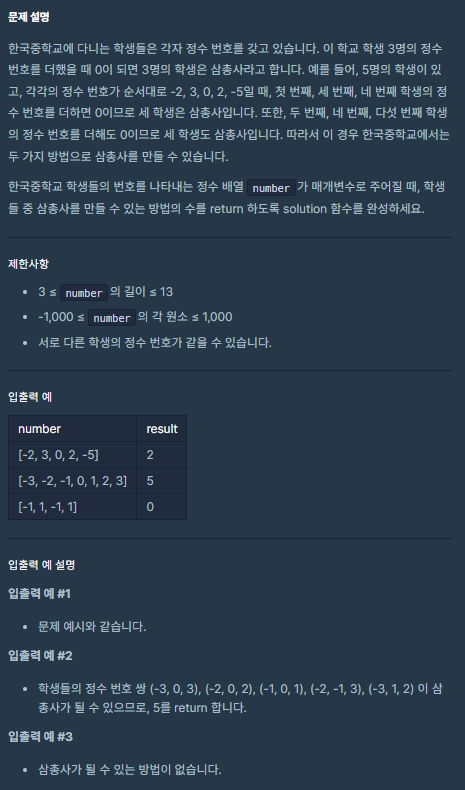 문제 설명
한국중학교에 다니는 학생들은 각자 정수 번호를 갖고 있습니다. 이 학교 학생 3명의 정수
번호를 더했을 때 0이 되면 3명의 학생은 삼총사라고 합니다. 예를 들어, 5명의 학생이 있
고, 각각의 정수 번호가 순서대로 -2, 3, 0, 2, -5일 때, 첫 번째, 세 번째, 네 번째 학생의 정
수 번호를 더하면 0이므로 세 학생은 삼총사입니다. 또한, 두 번째, 네 번째, 다섯 번째 학생
의 정수 번호를 더해도 0이므로 세 학생도 삼총사입니다. 따라서 이 경우 한국중학교에서는
두 가지 방법으로 삼총사를 만들 수 있습니다.
한국중학교 학생들의 번호를 나타내는 정수 배열 number 가 매개변수로 주어질 때, 학생
들 중 삼총사를 만들 수 있는 방법의 수를 return 하도록 solution 함수를 완성하세요.
제한사항
• 3 ≤ number 의 길이 ≤ 13
• -1,000 ≤ number 의 각 원소 ≤ 1,000
• 서로 다른 학생의 정수 번호가 같을 수 있습니다.
입출력 예
number result
[-2, 3, 0, 2, -5] 2
[-3, -2, -1, 0, 1, 2, 3] 5
[-1, 1, -1, 1] 0
입출력 예 설명
입출력 예 #1
• 문제 예시와 같습니다.
입출력 예 #2
• 학생들의 정수 번호 쌍 (-3, 0, 3), (-2, 0, 2), (-1, 0, 1), (-2, -1, 3), (-3, 1, 2) 이 삼
총사가 될 수 있으므로, 5를 return 합니다.
입출력 예 #3
• 삼총사가 될 수 있는 방법이 없습니다.